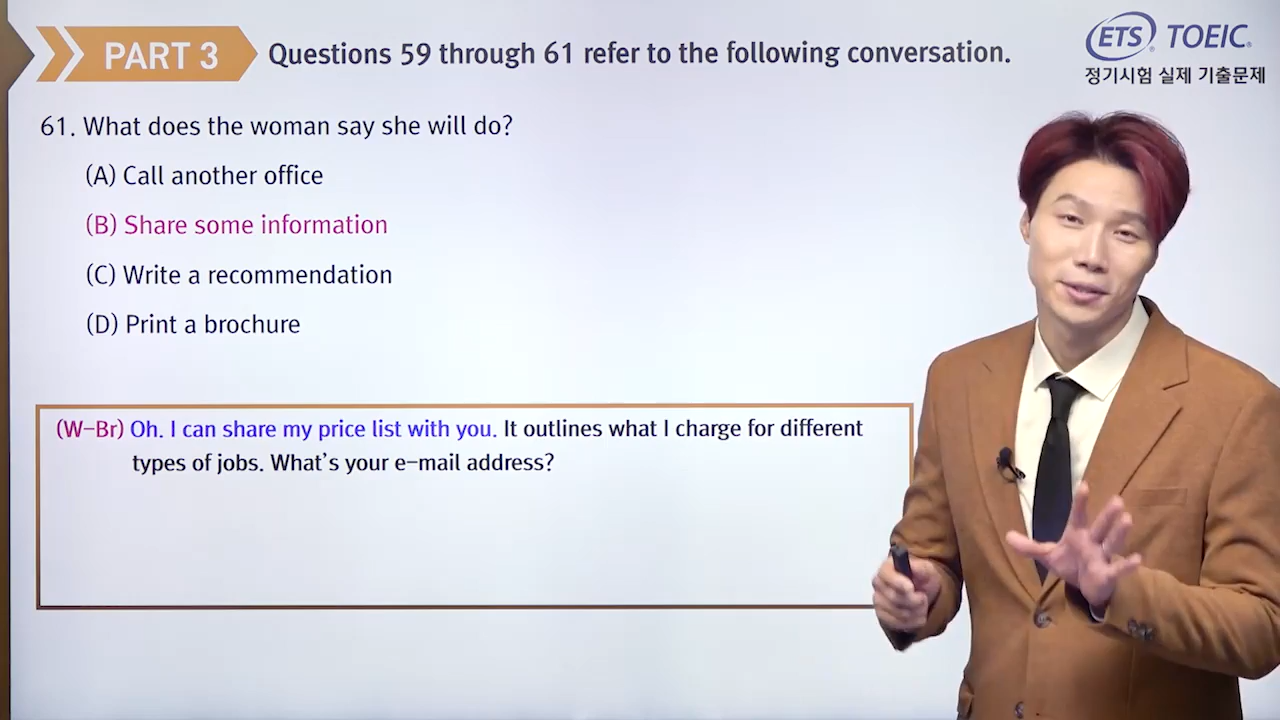 PART 3
Questions 59 through 61 refer to the following conversation.
ETS® TOEIC®
정기시험 실제 기출문제
61. What does the woman say she will do?
(A) Call another office
(B) Share some information
(C) Write a recommendation
(D) Print a brochure
(W-Br) Oh. I can share my price list with you. It outlines what I charge for different
types of jobs. What's your e-mail address?